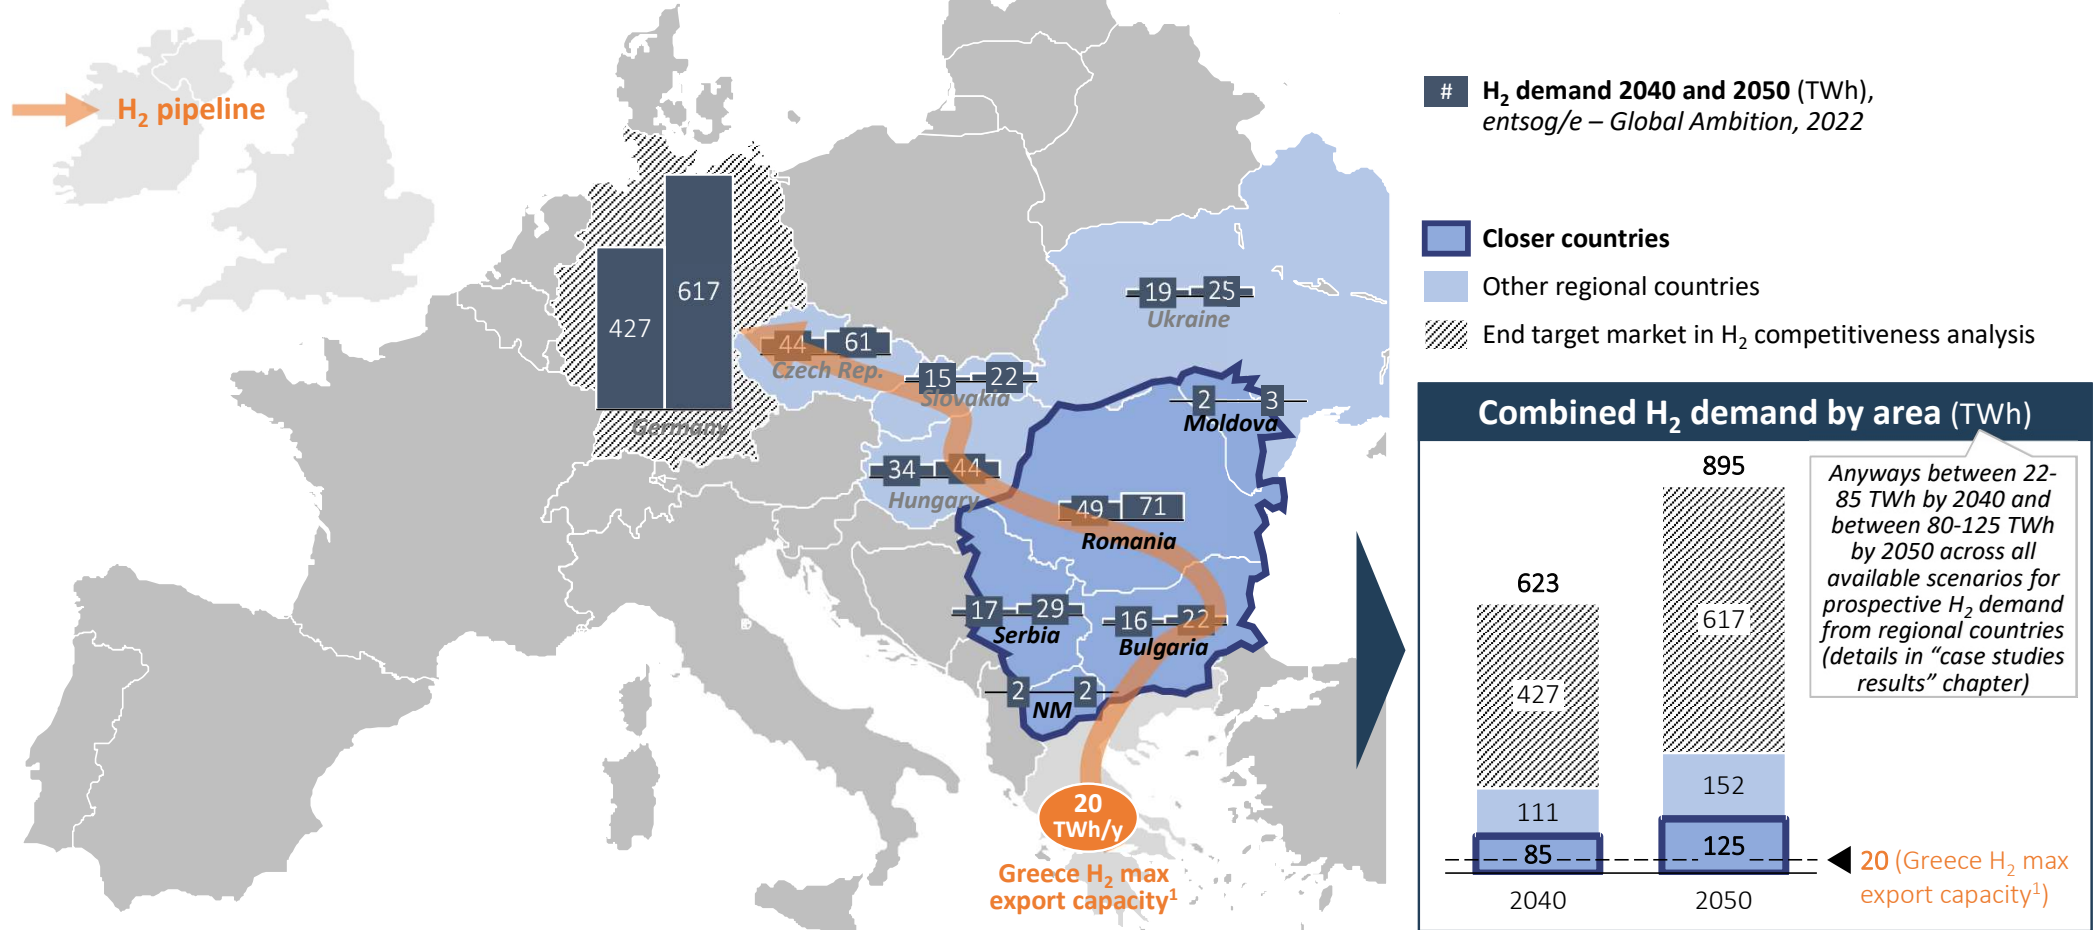 H₂ pipeline
# H₂ demand 2040 and 2050 (TWh),
entsog/e – Global Ambition, 2022
Closer countries
Other regional countries
End target market in H₂ competitiveness analysis
427 617
Germany
19 25
Ukraine
44 61
Czech Rep.
15 22
Slovakia
2 3
Moldova
34 44
Hungary
49 71
Romania
17 29
Serbia
16 22
Bulgaria
2 2
NM
20
TWh/y
Greece H₂ max
export capacity¹
Combined H₂ demand by area (TWh)
Anyways between 22-
85 TWh by 2040 and
between 80-125 TWh
by 2050 across all
available scenarios for
prospective H₂ demand
from regional countries
(details in “case studies
results” chapter)
895
623
617
427
152
111
125
85
20 (Greece H₂ max
export capacity¹)
2040 2050